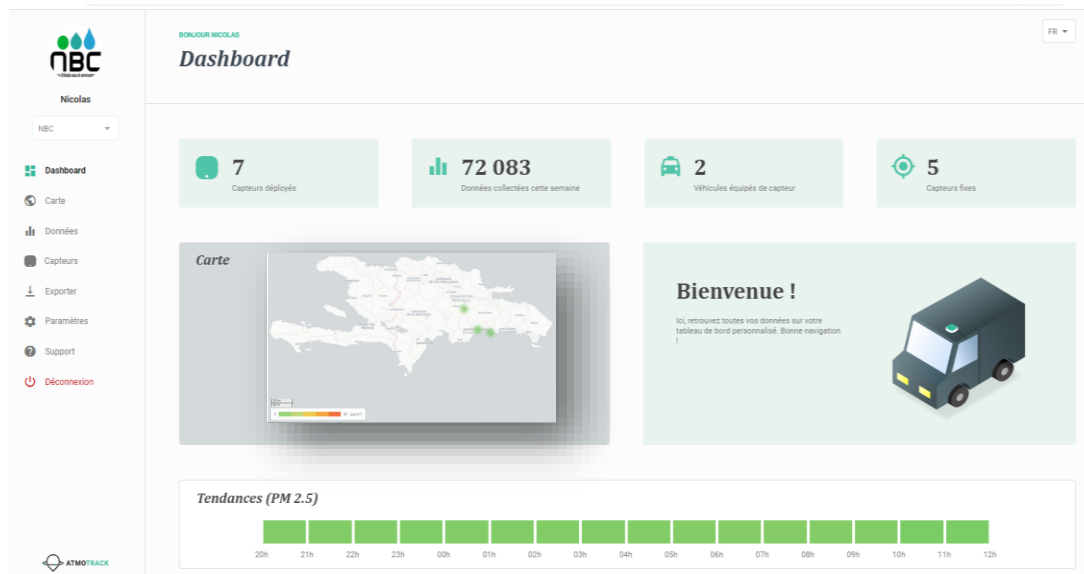 NBC
Nicolas
NBC
Dashboard
Carte
Données
Capteurs
Exporter
Paramètres
Support
Déconnexion
ATMOTRACK
BONJOUR NICOLAS
Dashboard
FR
7
Capteurs déployés
72 083
Données collectées cette semaine
2
Véhicules équipés de capteur
5
Capteurs fixes
Carte
Bienvenue !
Ici, retrouvez toutes vos données sur votre
tableau de bord personnalisé. Bonne navigation
!
Tendances (PM 2.5)
20h 21h 22h 23h 00h 01h 02h 03h 04h 05h 06h 07h 08h 09h 10h 11h 12h